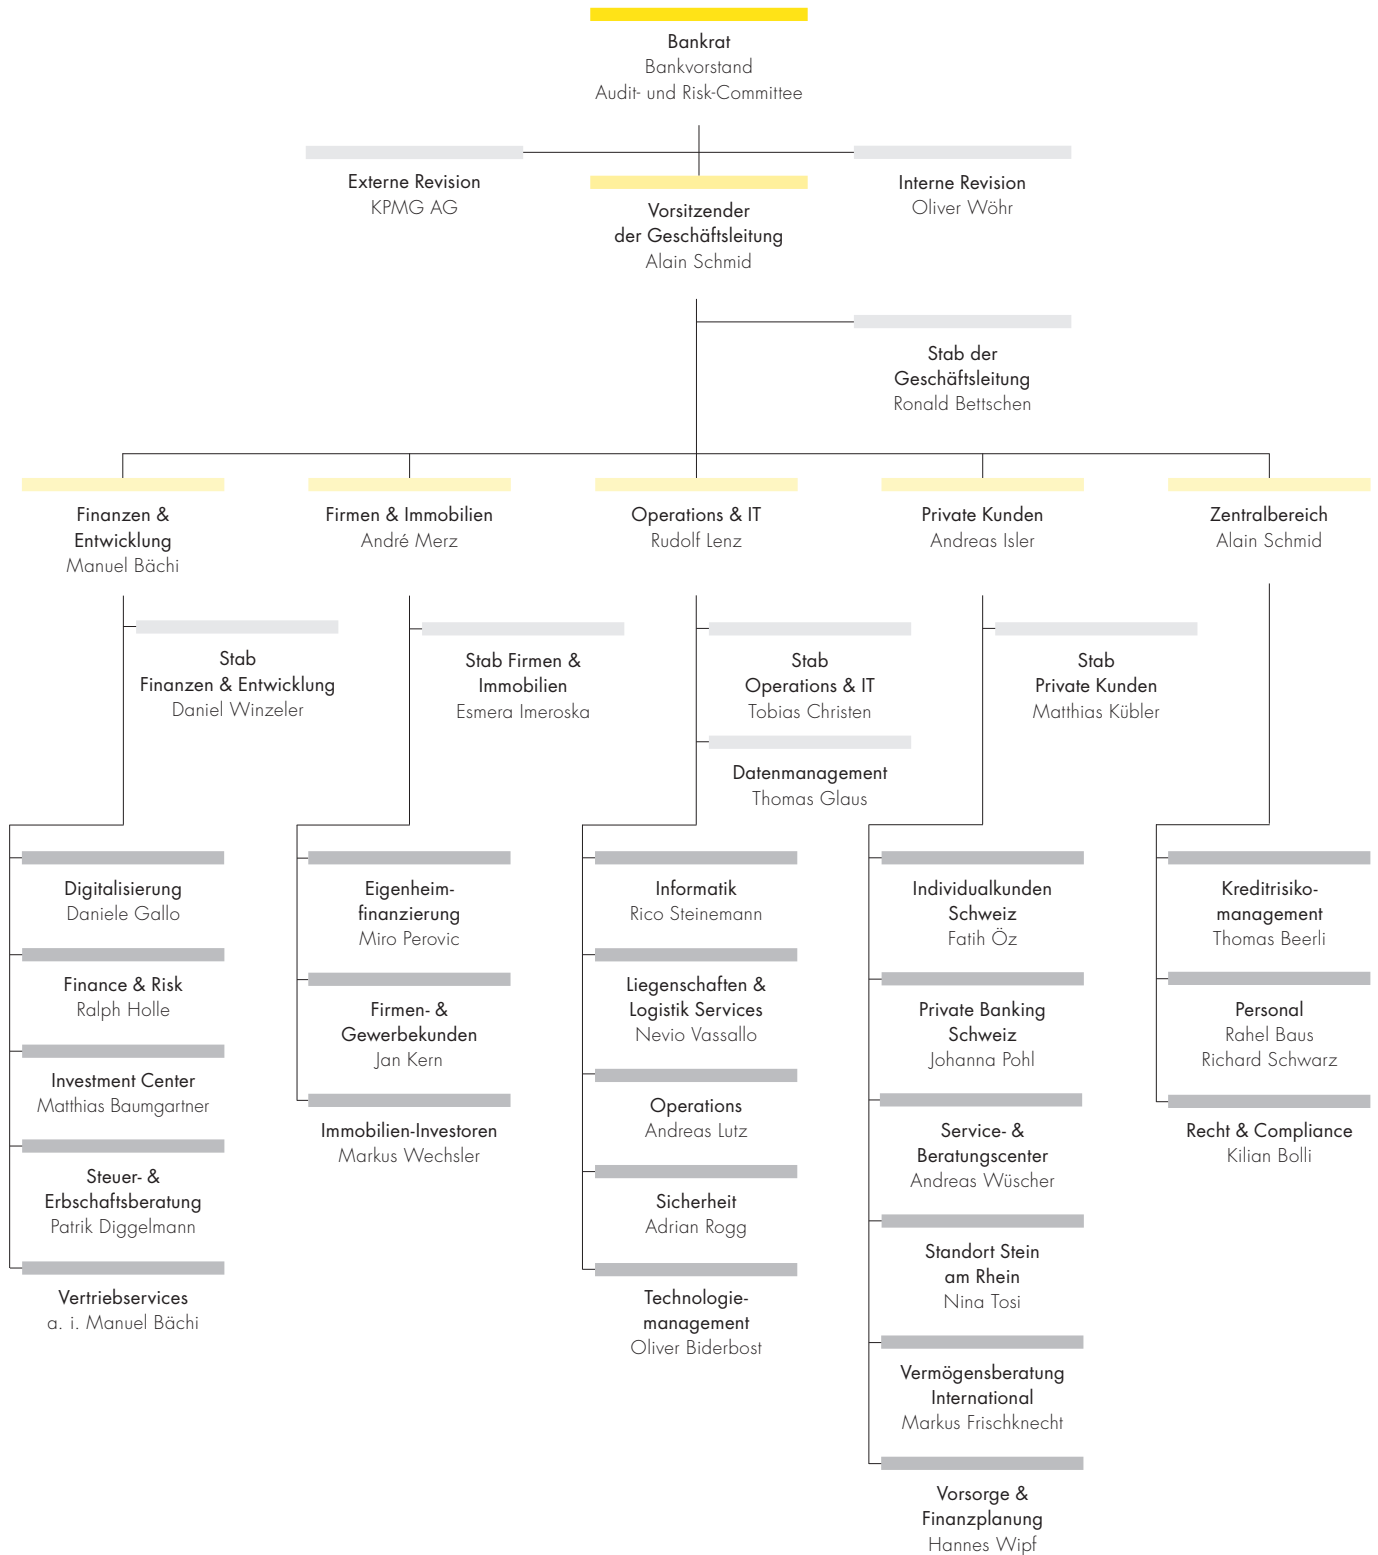 Bankrat
Bankvorstand
Audit- und Risk-Committee
Externe Revision
KPMG AG
Interne Revision
Oliver Wöhr
Vorsitzender
der Geschäftsleitung
Alain Schmid
Stab der
Geschäftsleitung
Ronald Bettschen
Finanzen &
Entwicklung
Manuel Bächi
Firmen & Immobilien
André Merz
Operations & IT
Rudolf Lenz
Private Kunden
Andreas Isler
Zentralbereich
Alain Schmid
Stab
Finanzen & Entwicklung
Daniel Winzeler
Stab Firmen &
Immobilien
Esmera Imeroska
Stab
Operations & IT
Tobias Christen
Datenmanagement
Thomas Glaus
Stab
Private Kunden
Matthias Kübler
Digitalisierung
Daniele Gallo
Finance & Risk
Ralph Holle
Investment Center
Matthias Baumgartner
Steuer- &
Erbschaftsberatung
Patrik Diggelmann
Vertriebservices
a. i. Manuel Bächi
Eigenheim-
finanzierung
Miro Perovic
Firmen- &
Gewerbekunden
Jan Kern
Immobilien-Investoren
Markus Wechsler
Informatik
Rico Steinemann
Liegenschaften &
Logistik Services
Nevio Vassallo
Operations
Andreas Lutz
Sicherheit
Adrian Rogg
Technologie-
management
Oliver Biderbost
Individualkunden
Schweiz
Fatih Öz
Private Banking
Schweiz
Johanna Pohl
Service- &
Beratungscenter
Andreas Wüscher
Standort Stein
am Rhein
Nina Tosi
Vermögensberatung
International
Markus Frischknecht
Vorsorge &
Finanzplanung
Hannes Wipf
Kreditrisiko-
management
Thomas Beerli
Personal
Rahel Baus
Richard Schwarz
Recht & Compliance
Kilian Bolli